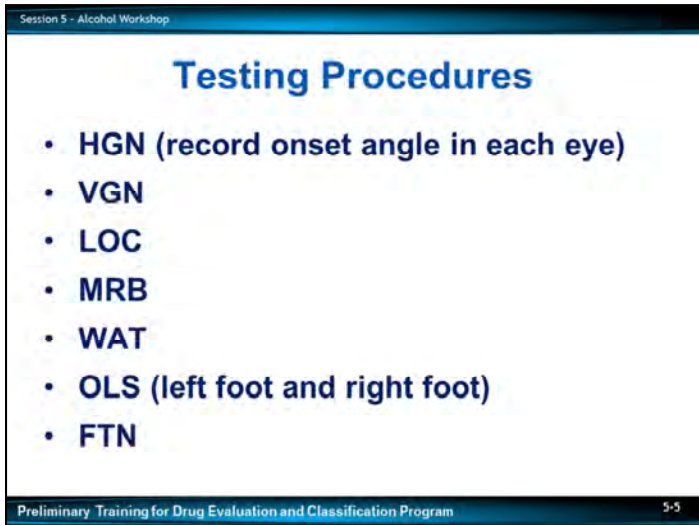 Session 5 - Alcohol Workshop
Testing Procedures
• HGN (record onset angle in each eye)
• VGN
• LOC
• MRB
• WAT
• OLS (left foot and right foot)
• FTN
Preliminary Training for Drug Evaluation and Classification Program 5-5